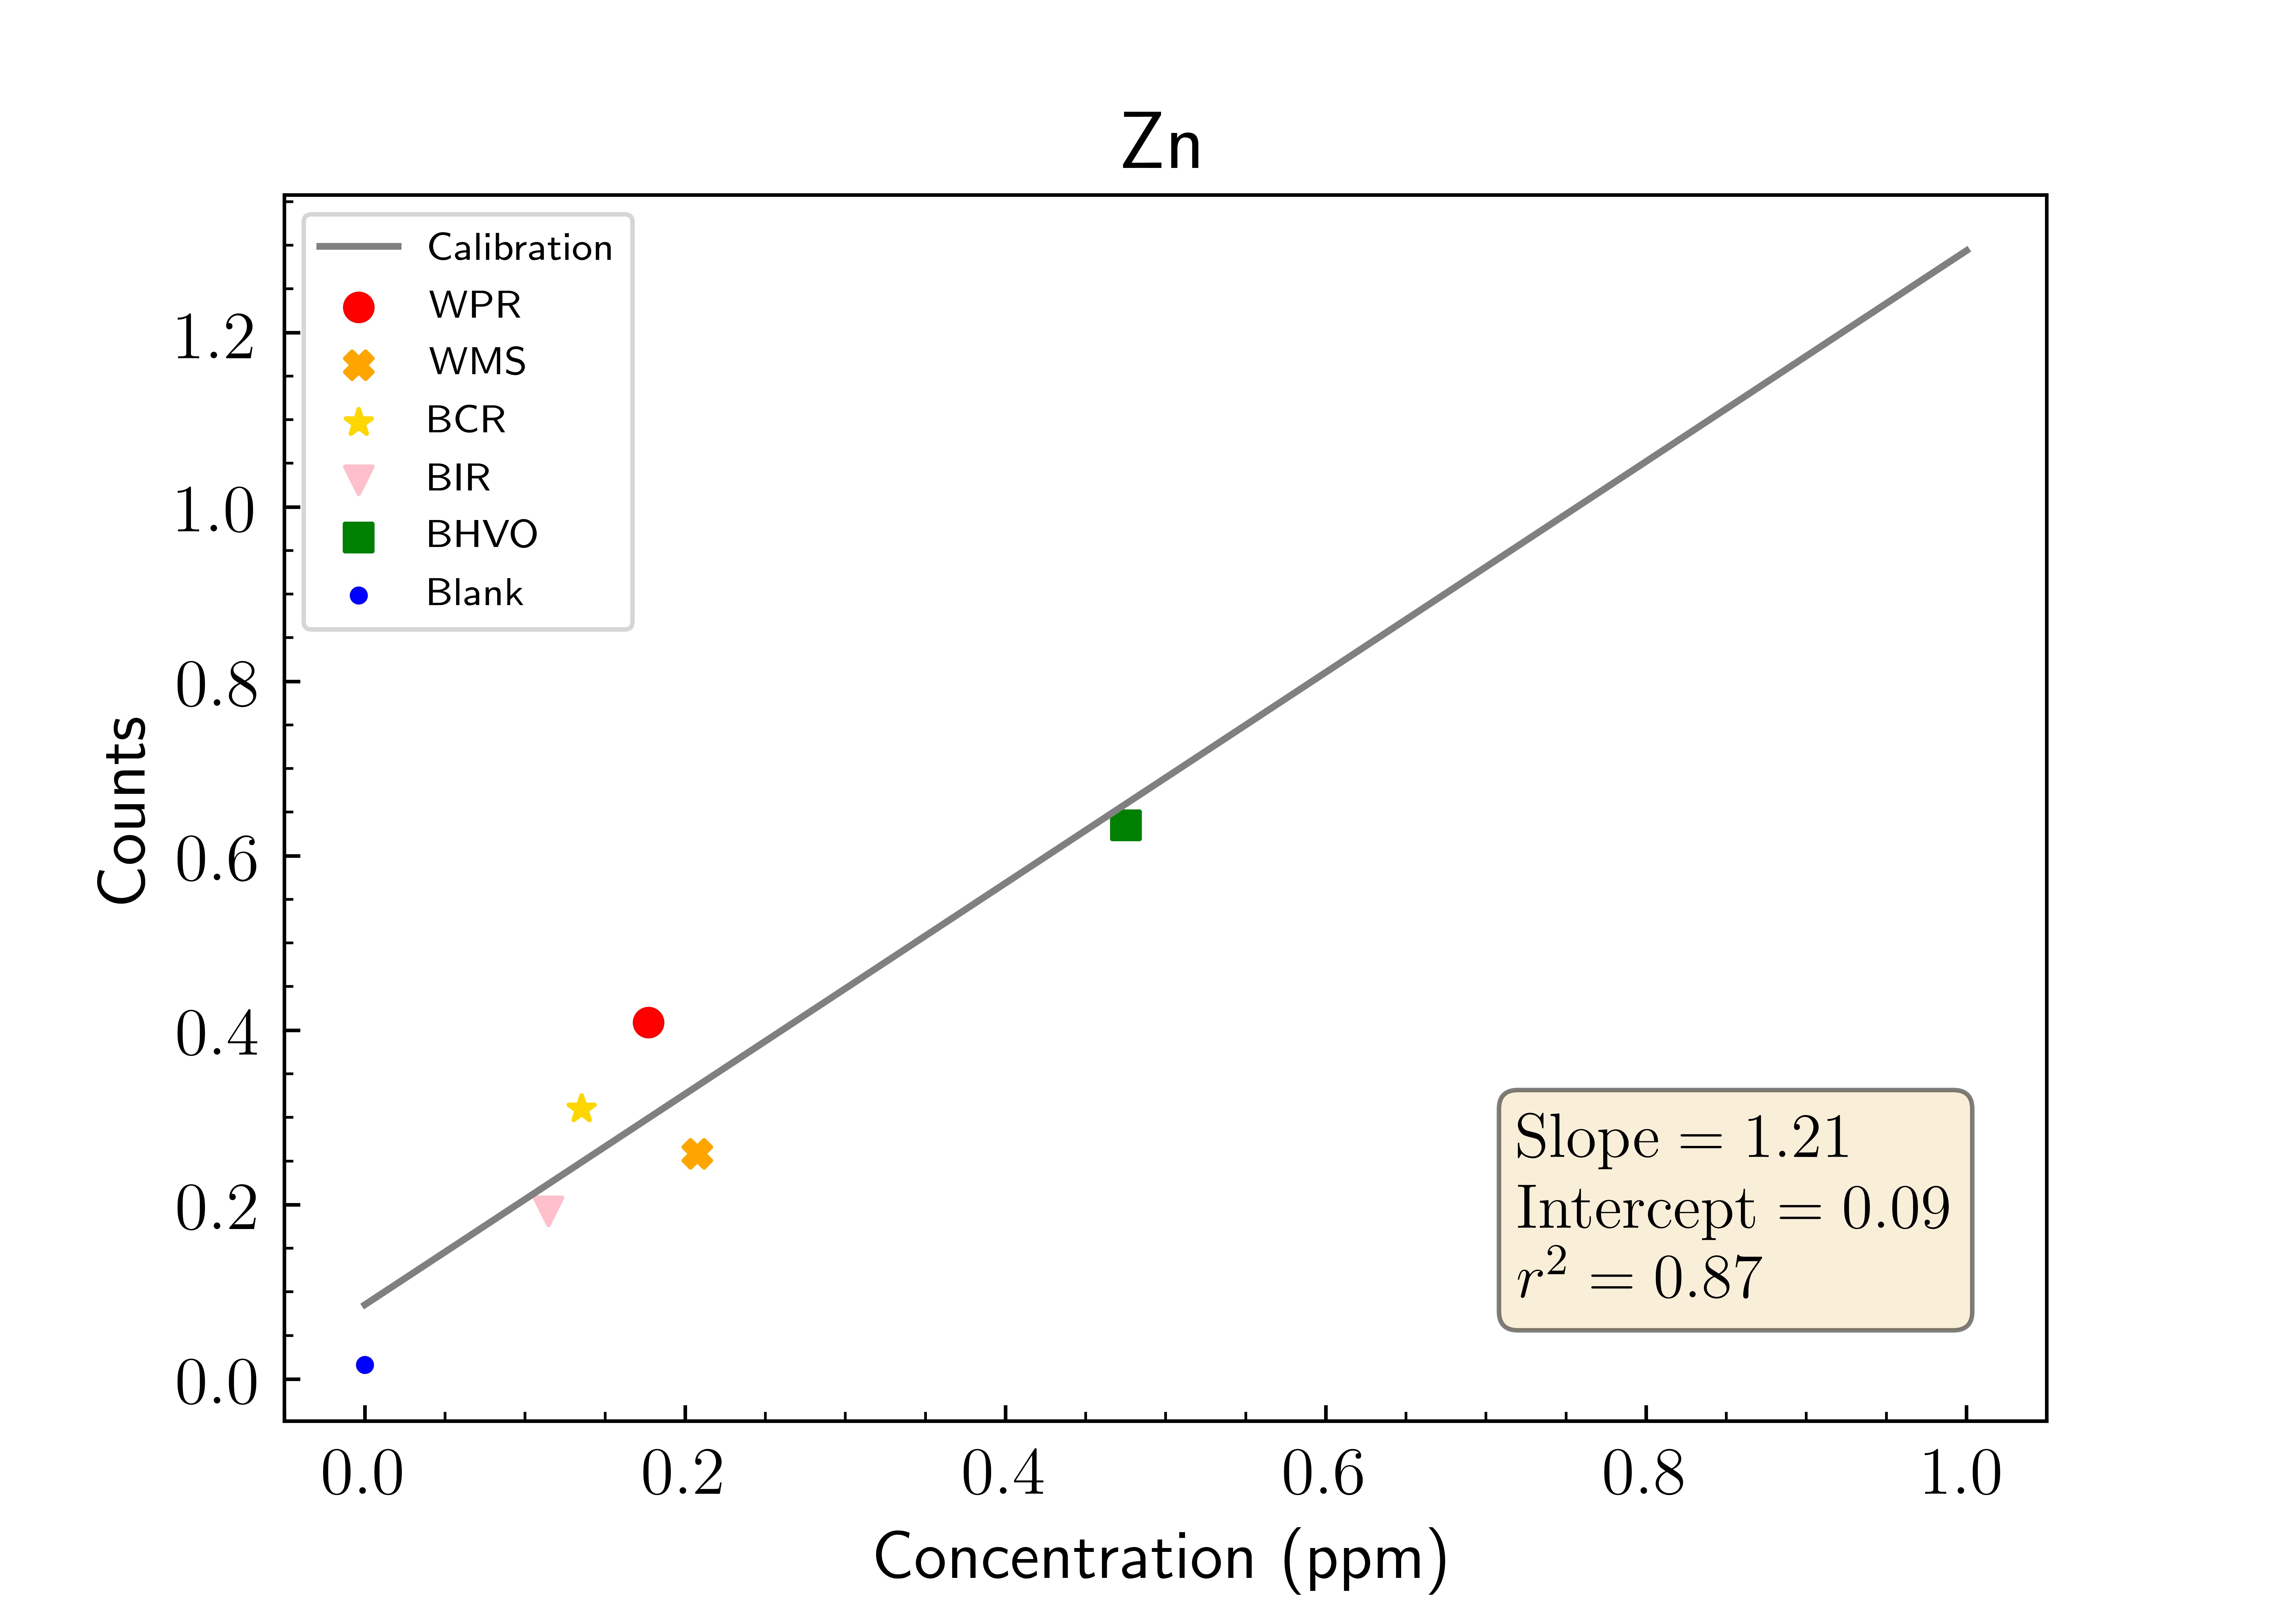 Zn
Calibration
WPR
WMS
BCR
BIR
BHVO
Blank
1.2
1.0
0.8
0.6
0.4
0.2
0.0
Counts
Slope = 1.21
Intercept = 0.09
r² = 0.87
0.0 0.2 0.4 0.6 0.8 1.0
Concentration (ppm)